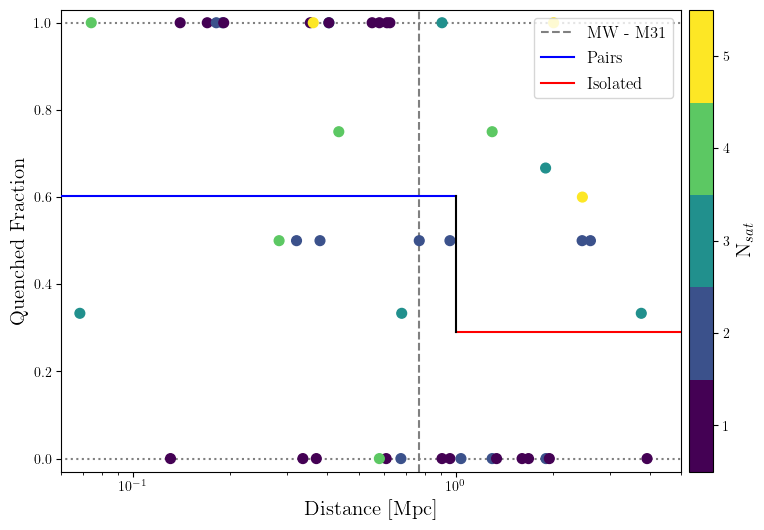 MW - M31
Pairs
Isolated
1.0
0.8
0.6
0.4
0.2
0.0
Quenched Fraction
10⁻¹
10⁰
Distance [Mpc]
5
4
3
2
1
N_sat